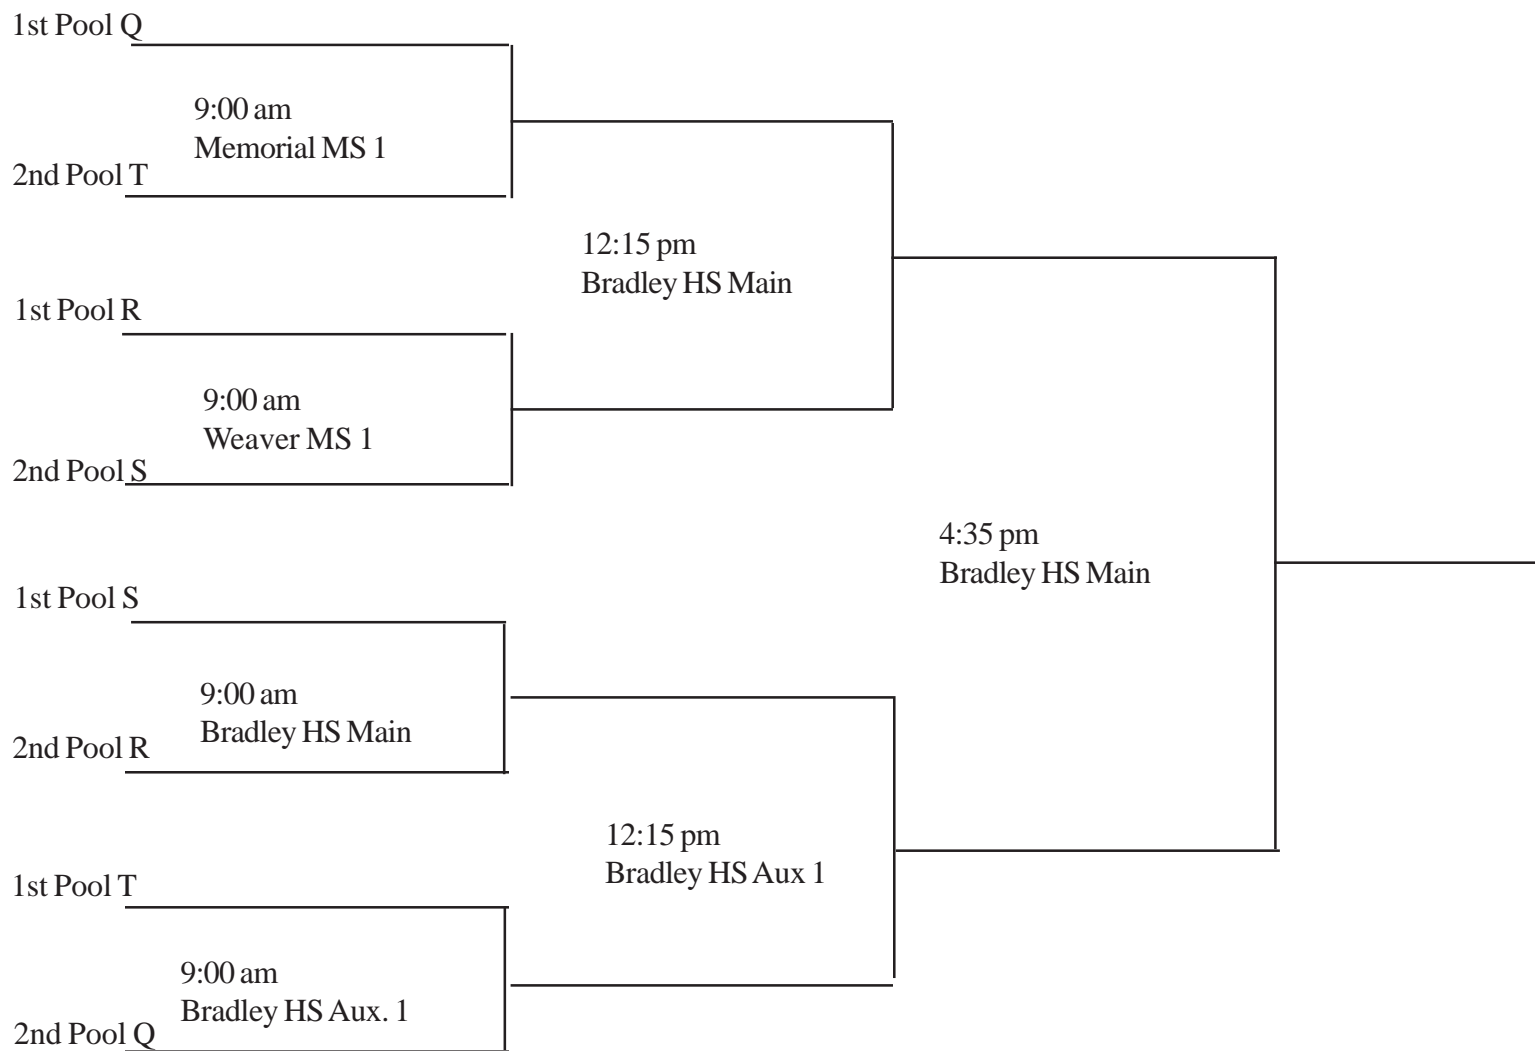 1st Pool Q
9:00 am
Memorial MS 1
2nd Pool T
12:15 pm
Bradley HS Main
1st Pool R
9:00 am
Weaver MS 1
2nd Pool S
4:35 pm
Bradley HS Main
1st Pool S
9:00 am
Bradley HS Main
2nd Pool R
12:15 pm
Bradley HS Aux 1
1st Pool T
9:00 am
Bradley HS Aux. 1
2nd Pool Q